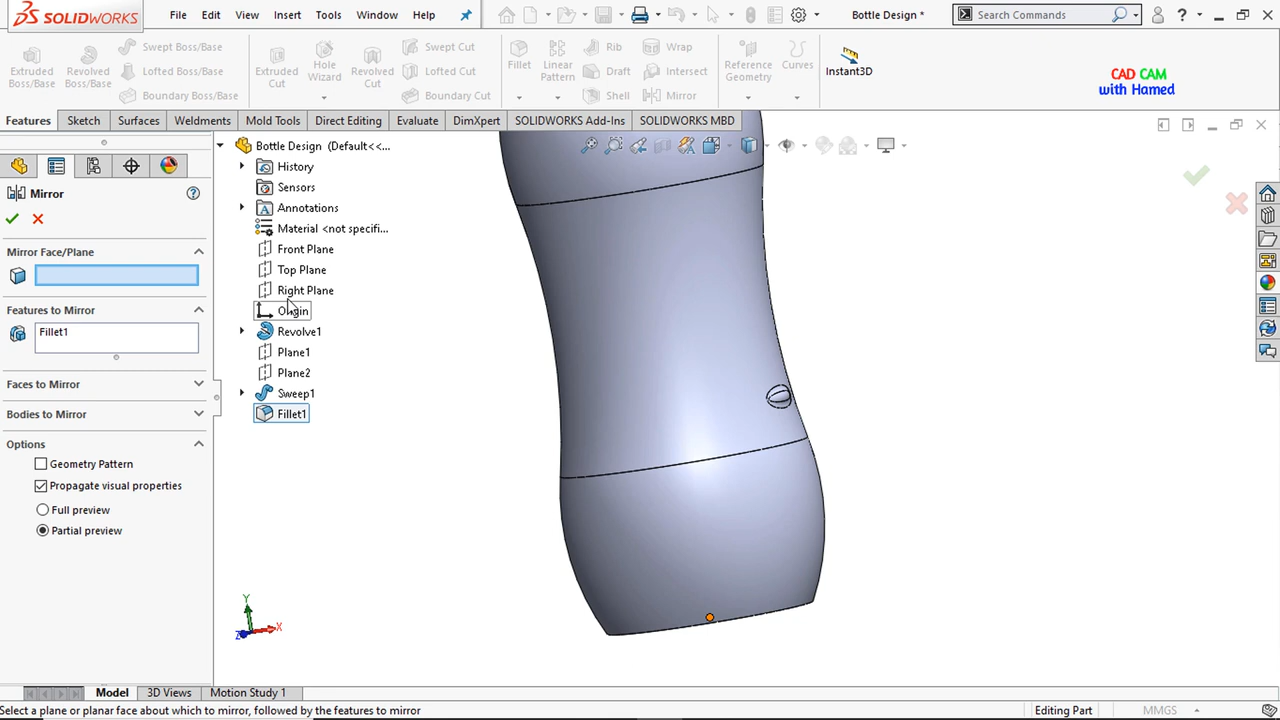 SOLIDWORKS
File Edit View Insert Tools Window Help
Bottle Design *
Search Commands
Extruded Boss/Base
Revolved Boss/Base
Swept Boss/Base
Lofted Boss/Base
Boundary Boss/Base
Extruded Cut
Hole Wizard
Revolved Cut
Swept Cut
Lofted Cut
Boundary Cut
Fillet
Linear Pattern
Rib
Draft
Shell
Wrap
Intersect
Mirror
Reference Geometry
Curves
Instant3D
CAD CAM
with Hamed
Features Sketch Surfaces Weldments Mold Tools Direct Editing Evaluate DimXpert SOLIDWORKS Add-Ins SOLIDWORKS MBD
Mirror
Mirror Face/Plane
Features to Mirror
Fillet1
Faces to Mirror
Bodies to Mirror
Options
Geometry Pattern
Propagate visual properties
Full preview
Partial preview
Bottle Design (Default<<...
History
Sensors
Annotations
Material <not specifi...
Front Plane
Top Plane
Right Plane
Origin
Revolve1
Plane1
Plane2
Sweep1
Fillet1
Y
Z
X
Model 3D Views Motion Study 1
Select a plane or planar face about which to mirror, followed by the features to mirror
Editing Part
MMGS